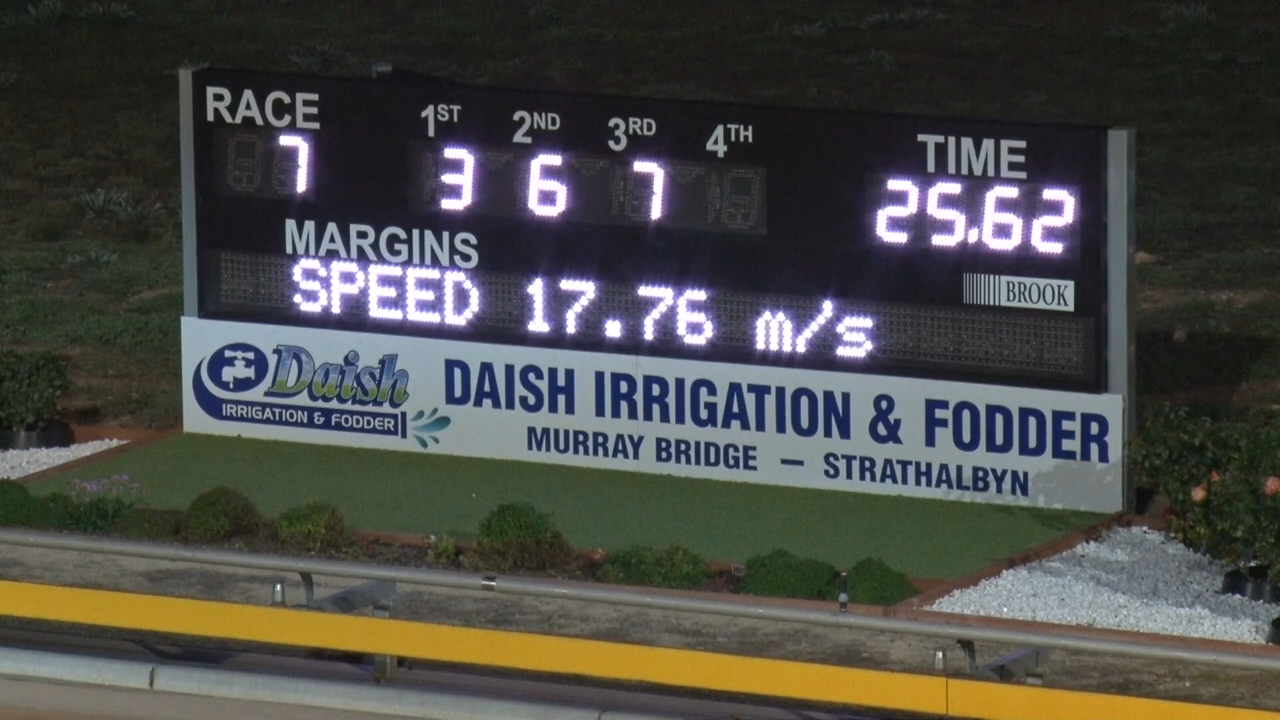 RACE 1ST 2ND 3RD 4TH TIME
7 3 6 7 25.62
MARGINS
SPEED 17.76 m/s
BROOK
Daish
IRRIGATION & FODDER
DAISH IRRIGATION & FODDER
MURRAY BRIDGE – STRATHALBYN